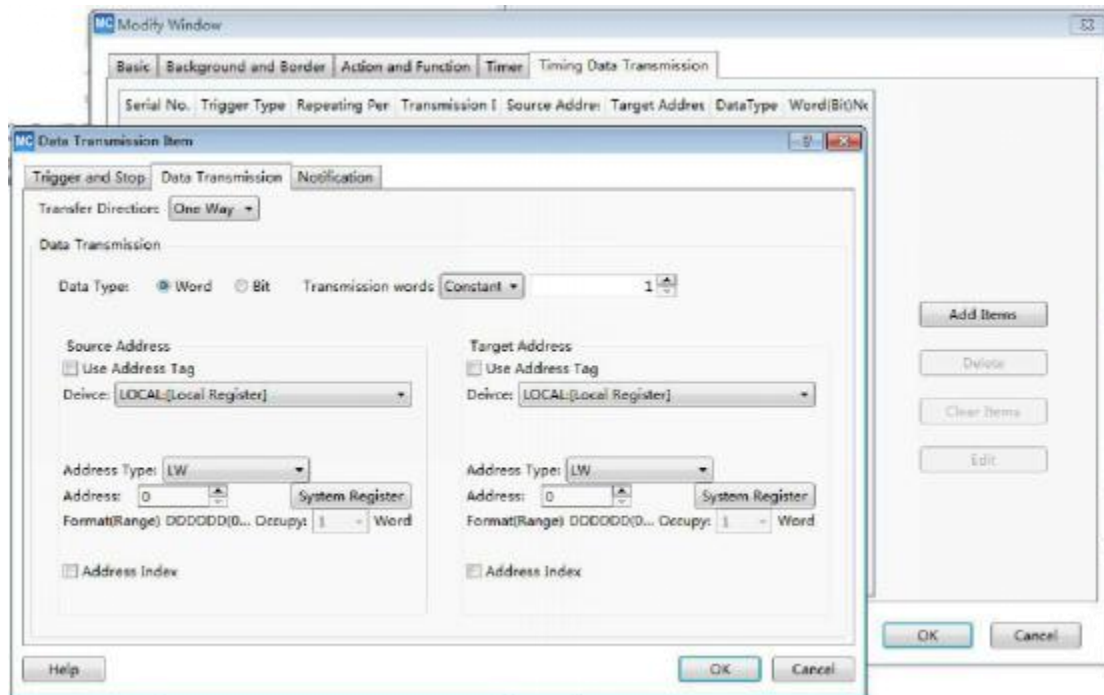 MC Modify Window
Basic Background and Border Action and Function Timer Timing Data Transmission
Serial No. Trigger Type Repeating Per Transmission I Source Addre Target Addres DataType Word(Bit)Nu
MC Data Transmission Item
Trigger and Stop Data Transmission Notification
Transfer Direction: One Way
Data Transmission
Data Type: Word Bit Transmission words Constant 1
Source Address
Use Address Tag
Deivce: LOCAL:[Local Register]
Address Type: LW
Address: 0 System Register
Format(Range) DDDDDD(0... Occupy: 1 Word
Address Index
Target Address
Use Address Tag
Deivce: LOCAL:[Local Register]
Address Type: LW
Address: 0 System Register
Format(Range) DDDDDD(0... Occupy: 1 Word
Address Index
Help OK Cancel
Add Items
Delete
Clear Items
Edit
OK Cancel